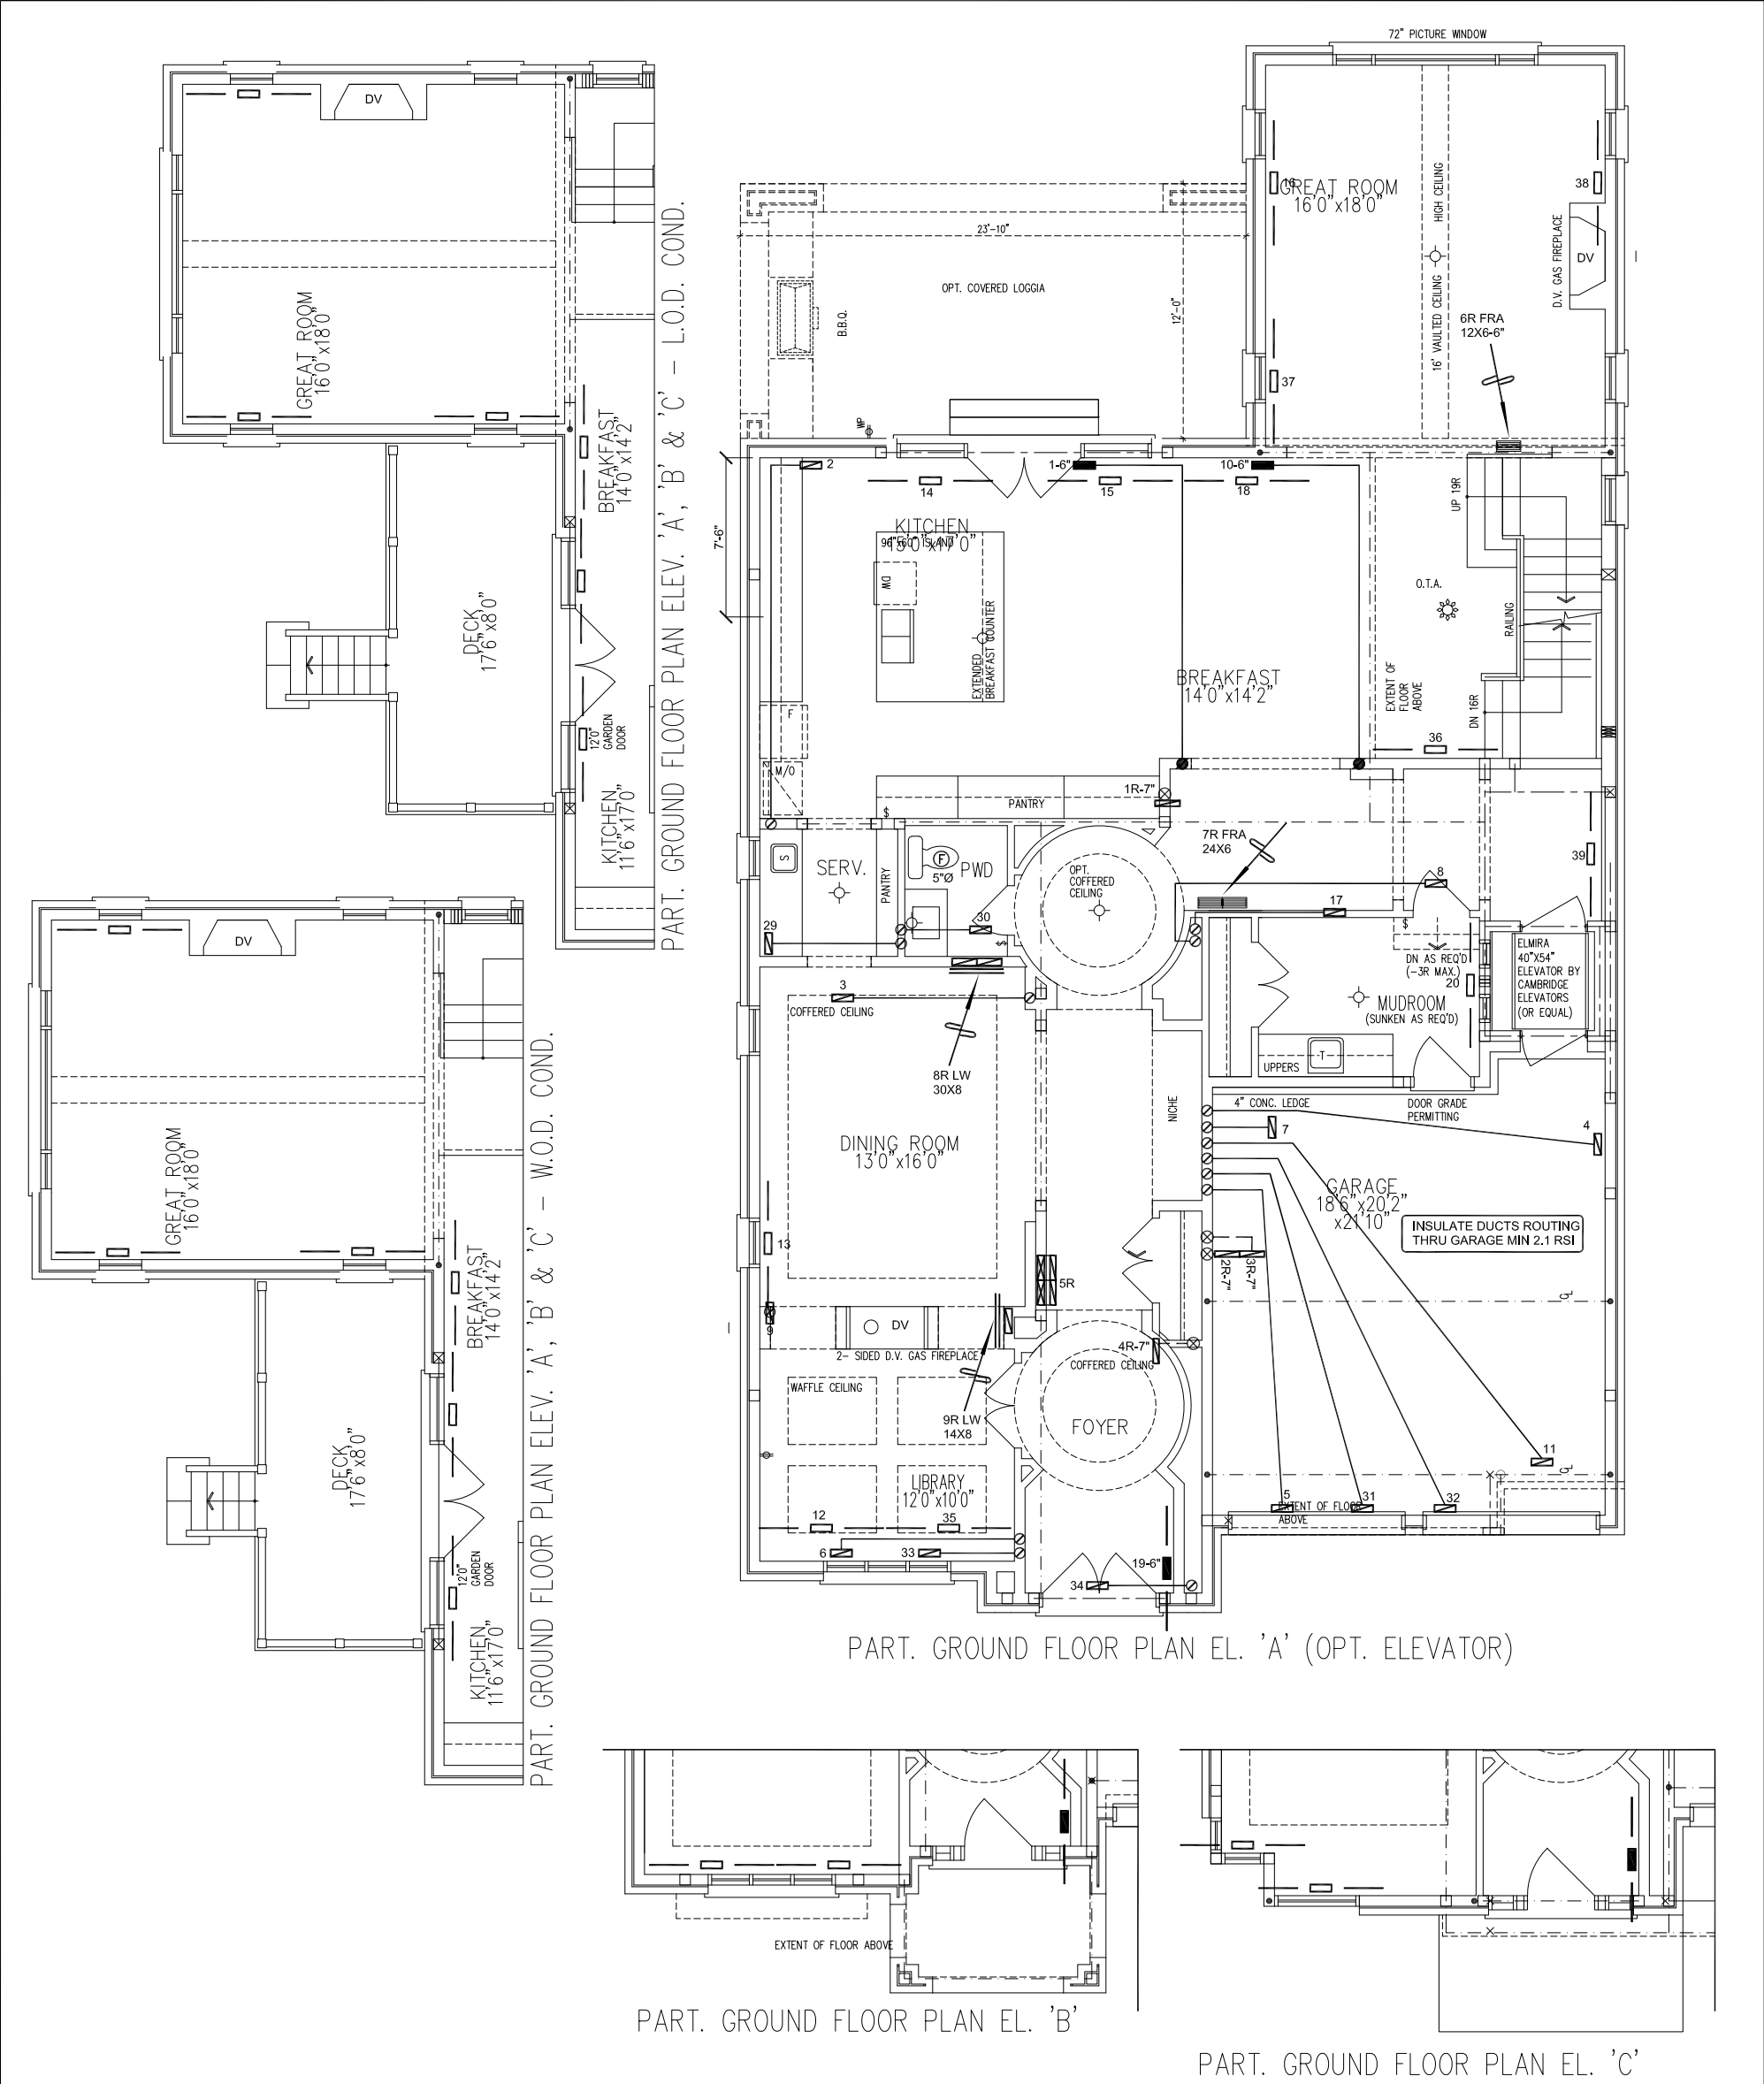 72" PICTURE WINDOW
DV
GREAT ROOM
16'0"x18'0"
BREAKFAST
14'0"x14'2"
DECK
17'6"x8'0"
12'0"
GARDEN
DOOR
KITCHEN
11'6"x17'0"
PART. GROUND FLOOR PLAN ELEV. 'A', 'B' & 'C' - L.O.D. COND.
DV
GREAT ROOM
16'0"x18'0"
BREAKFAST
14'0"x14'2"
DECK
17'6"x8'0"
12'0"
GARDEN
DOOR
KITCHEN
11'6"x17'0"
PART. GROUND FLOOR PLAN ELEV. 'A', 'B' & 'C' - W.O.D. COND.
23'-10"
OPT. COVERED LOGGIA
B.B.Q.
12'-0"
WP
16
GREAT ROOM
16'0"x18'0"
HIGH CEILING
16' VAULTED CEILING
38
D.V. GAS FIREPLACE
DV
6R FRA
12X6-6"
37
2
14
1-6"
15
10-6"
18
7'-6"
KITCHEN
96"x60" ISLAND
DW
EXTENDED
BREAKFAST COUNTER
BREAKFAST
14'0"x14'2"
UP 19R
O.T.A.
RAILING
EXTENT OF
FLOOR
ABOVE
DN 16R
36
F
M/O
PANTRY
1R-7"
7R FRA
24X6
39
8
17
S
SERV.
PANTRY
F
5"Ø
PWD
OPT.
COFFERED
CEILING
29
30
$
$
$
DN AS REQ'D
(-3R MAX.)
20
MUDROOM
(SUNKEN AS REQ'D)
ELMIRA
40"X54"
ELEVATOR BY
CAMBRIDGE
ELEVATORS
(OR EQUAL)
3
COFFERED CEILING
8R LW
30X8
T
UPPERS
NICHE
4" CONC. LEDGE
DOOR GRADE
PERMITTING
7
4
DINING ROOM
13'0"x16'0"
GARAGE
18'6"x20'2"
x21'10"
INSULATE DUCTS ROUTING
THRU GARAGE MIN 2.1 RSI
13
5R
2R-7"
3R-7"
9
DV
2- SIDED D.V. GAS FIREPLACE
4R-7"
COFFERED CEILING
WAFFLE CEILING
9R LW
14X8
FOYER
LIBRARY
12'0"x10'0"
11
12
35
5
31
32
EXTENT OF FLOOR
ABOVE
6
33
34
19-6"
PART. GROUND FLOOR PLAN EL. 'A' (OPT. ELEVATOR)
EXTENT OF FLOOR ABOVE
PART. GROUND FLOOR PLAN EL. 'B'
PART. GROUND FLOOR PLAN EL. 'C'